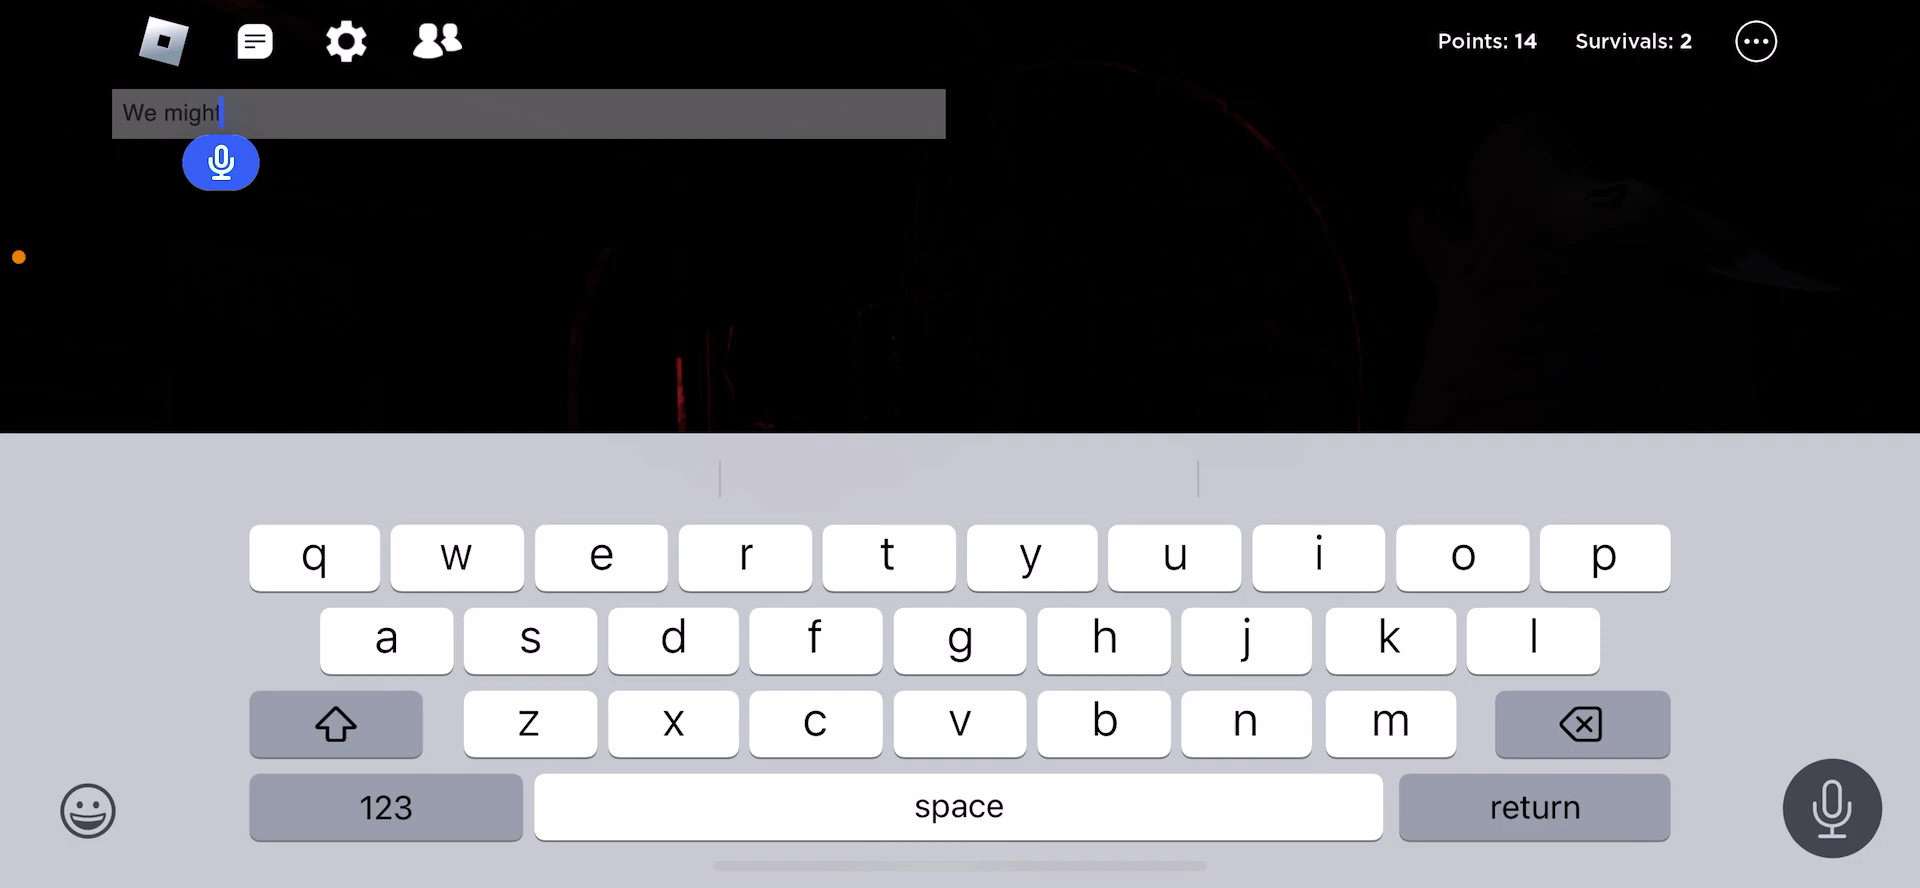 Points: 14 Survivals: 2
We might
q w e r t y u i o p
a s d f g h j k l
z x c v b n m
123 space return